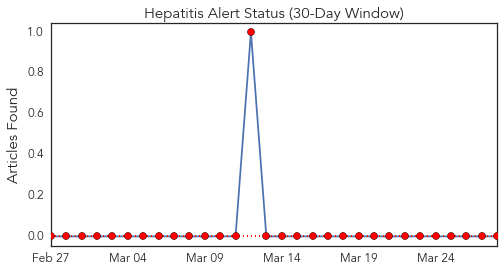 Hepatitis Alert Status (30-Day Window)
Articles Found
1.0
0.8
0.6
0.4
0.2
0.0
Feb 27
Mar 04
Mar 09
Mar 14
Mar 19
Mar 24